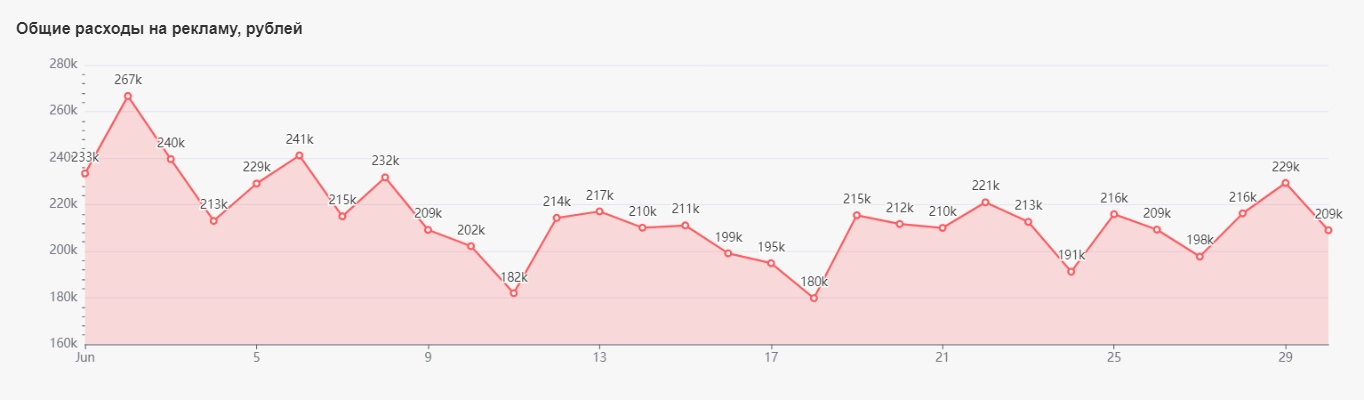 Общие расходы на рекламу, рублей
280k
267k
260k
240k
241k
240k
233k
229k
232k
229k
220k
213k
215k
209k
214k
217k
210k
211k
215k
212k
210k
221k
213k
216k
209k
216k
209k
202k
199k
195k
191k
198k
200k
182k
180k
180k
160k
Jun
5
9
13
17
21
25
29